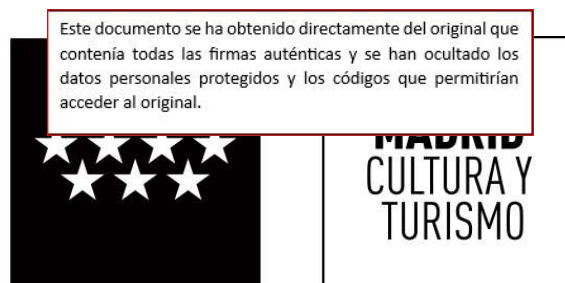 Este documento se ha obtenido directamente del original que
contenía todas las firmas auténticas y se han ocultado los
datos personales protegidos y los códigos que permitirían
acceder al original.
MADRID
CULTURA Y
TURISMO